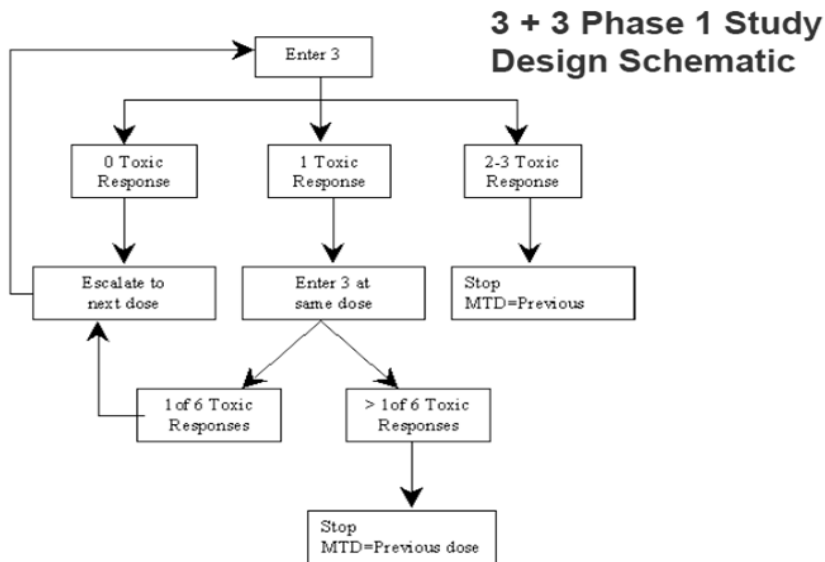 3 + 3 Phase 1 Study
Design Schematic
Enter 3
0 Toxic
Response
1 Toxic
Response
2-3 Toxic
Response
Escalate to
next dose
Enter 3 at
same dose
Stop
MTD=Previous
1of 6 Toxic
Responses
> 1of 6 Toxic
Responses
Stop
MTD=Previous dose